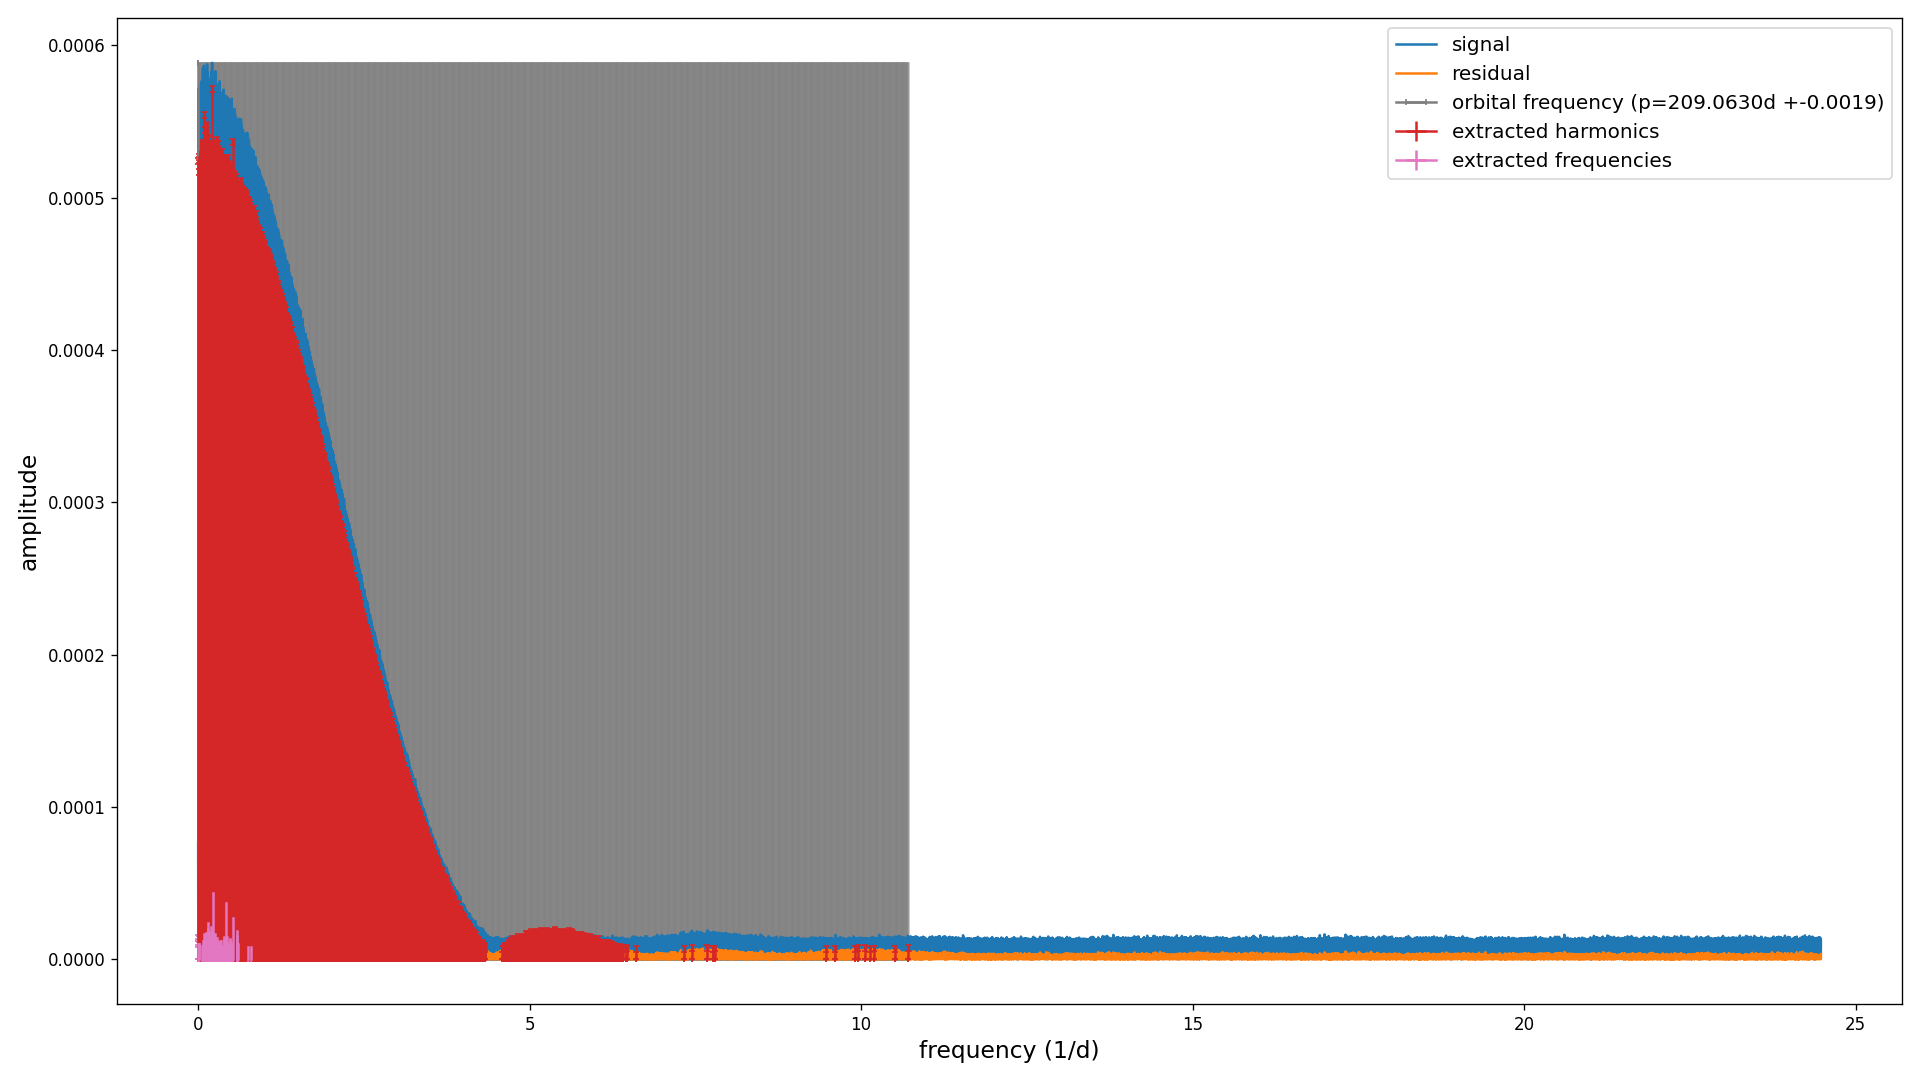 signal
residual
orbital frequency (p=209.0630d +-0.0019)
extracted harmonics
extracted frequencies
0.0006
0.0005
0.0004
0.0003
0.0002
0.0001
0.0000
amplitude
0 5 10 15 20 25
frequency (1/d)